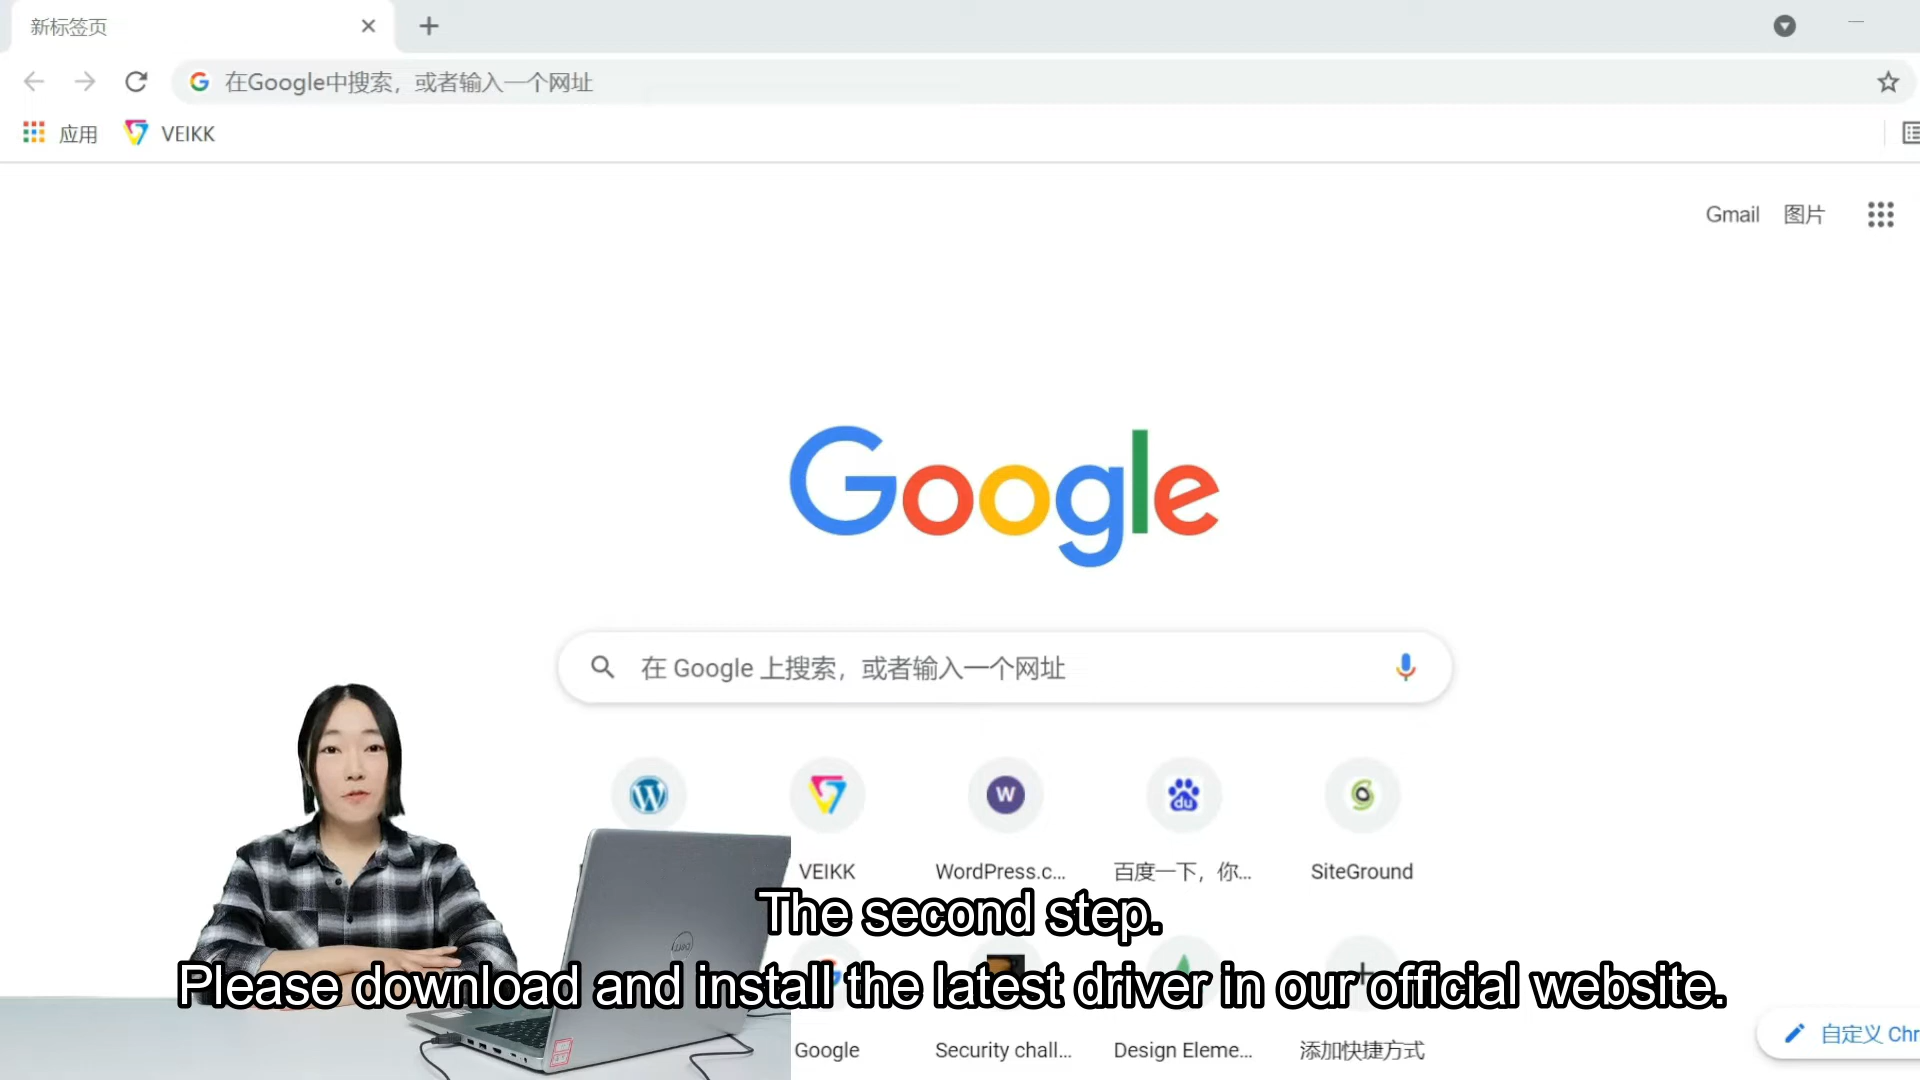 新标签页
在Google中搜索，或者输入一个网址
应用 VEIKK
Gmail 图片
Google
在 Google 上搜索，或者输入一个网址
VEIKK WordPress.c... 百度一下，你... SiteGround
The second step.
Please download and install the latest driver in our official website.
Google Security chall... Design Eleme... 添加快捷方式
自定义 Chr